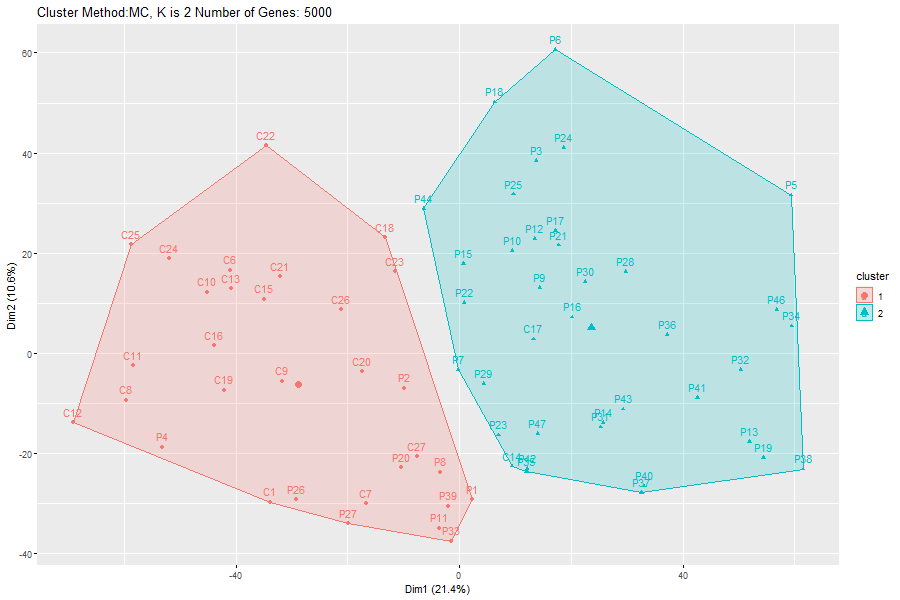 Cluster Method:MC, K is 2 Number of Genes: 5000
P6
60
P18
C22
P24
40
P3
P25
P5
P44
C18
P17
P12
P21
C25
P10
C24
20
P15
C6
C21
C23
P28
C13
P30
C10
P9
C15
P22
C26
P46
P16
P34
C17
P36
C16
0
C11
C20
P7
P32
C9
P29
C19
P2
C8
P41
P43
C12
P14
P31
P23
P47
P4
P13
-20
C27
P19
P20
P8
C14
P42
P35
P38
C1
P26
P1
P40
C7
P39
P37
P27
P11
P33
-40
-40
0
40
Dim1 (21.4%)
Dim2 (10.6%)
cluster
1
2